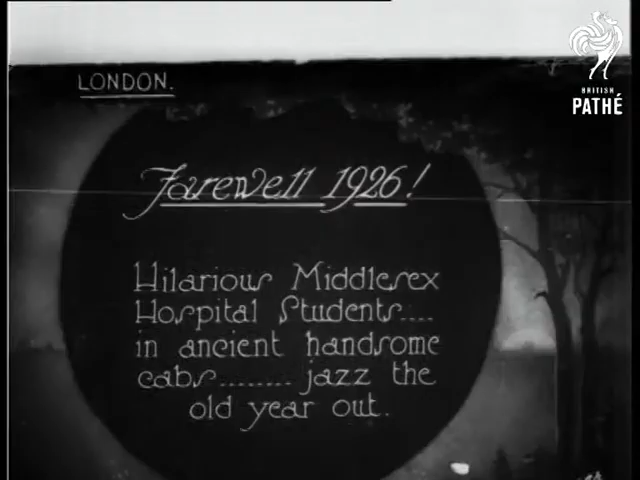 LONDON.
BRITISH
PATHÉ
Farewell 1926!
Hilarious Middlesex
Hospital Students....
in ancient handsome
cabs........ jazz the
old year out.